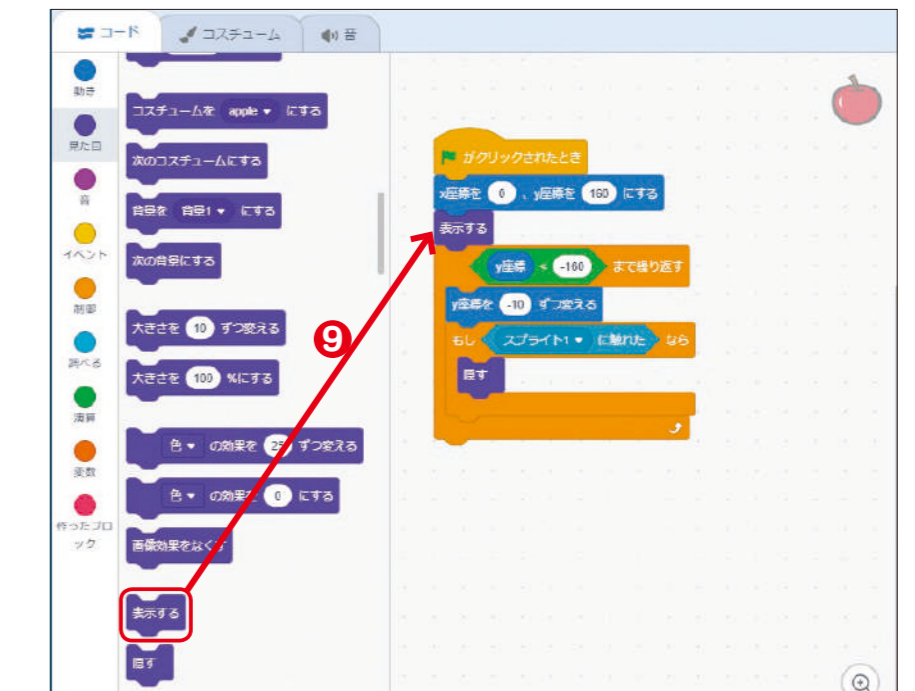 コード
コスチューム
音
動き
見た目
音
イベント
制御
調べる
演算
変数
作ったブロ
ック
コスチュームを apple にする
次のコスチュームにする
背景を 背景1 にする
次の背景にする
大きさを 10 ずつ変える
大きさを 100 %にする
色 の効果を 25 ずつ変える
色 の効果を 0 にする
画像効果をなくす
表示する
隠す
9
がクリックされたとき
x座標を 0 、y座標を 160 にする
表示する
y座標 < -160 まで繰り返す
y座標を -10 ずつ変える
もし スプライト1 に触れた なら
隠す